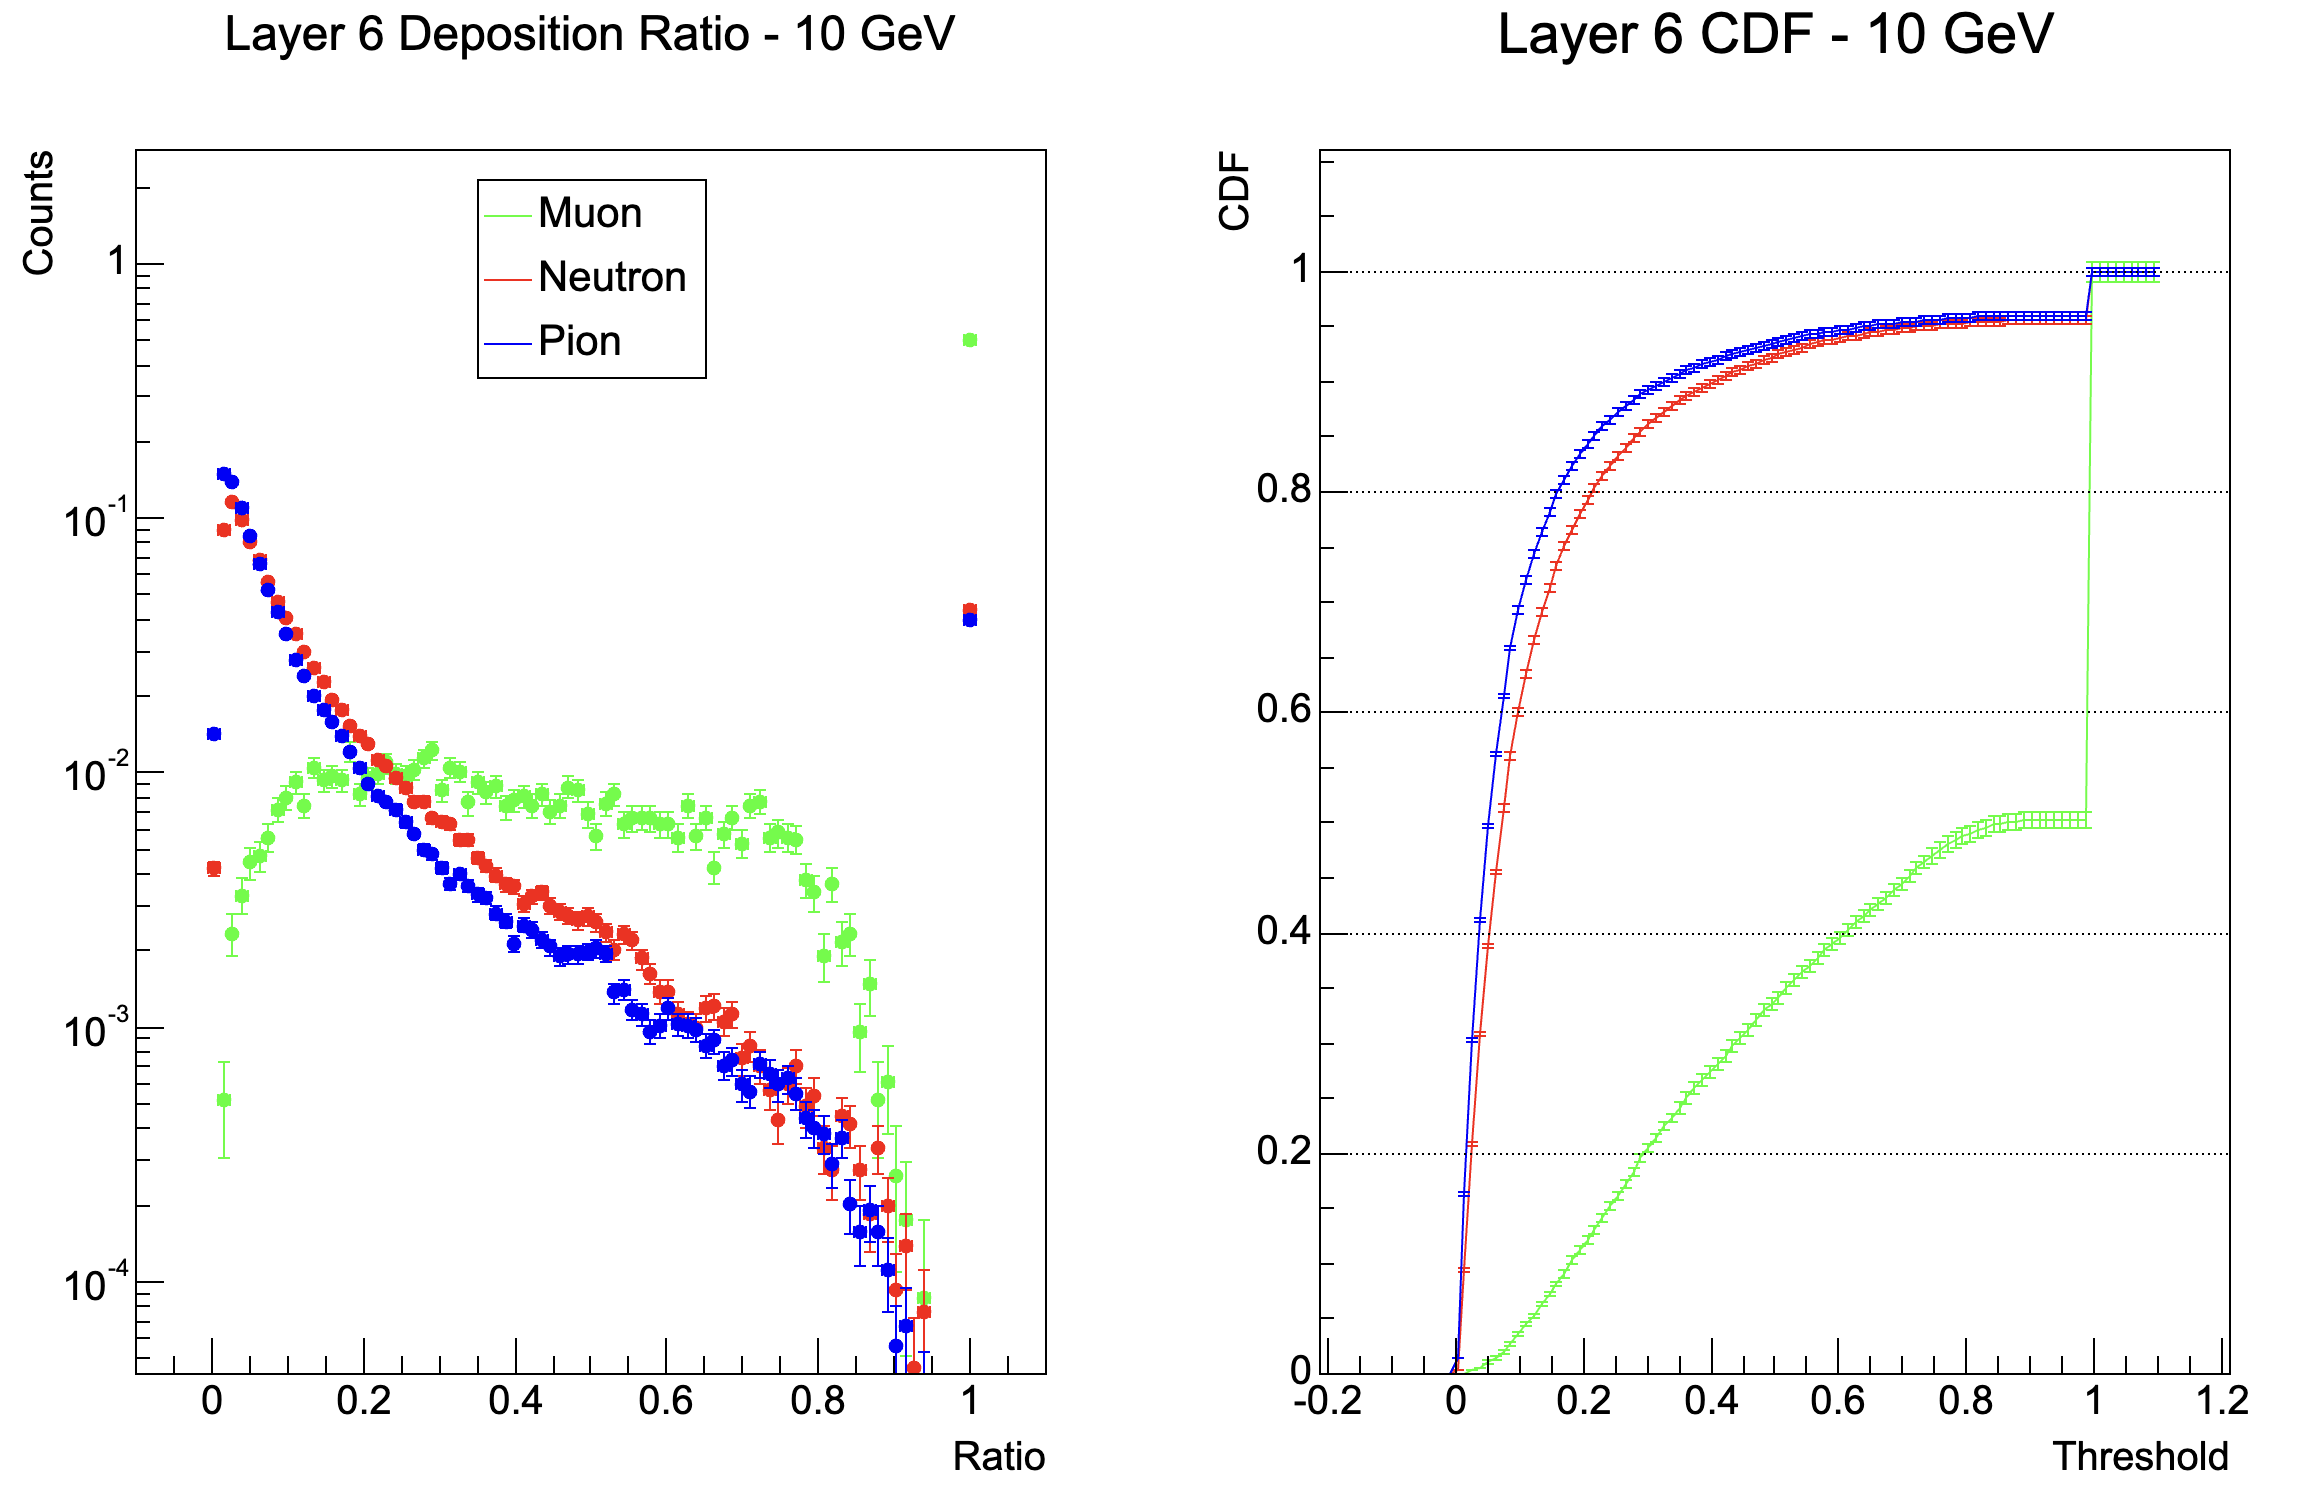 Layer 6 Deposition Ratio - 10 GeV
Counts
Muon
Neutron
Pion
1
10^-1
10^-2
10^-3
10^-4
0 0.2 0.4 0.6 0.8 1
Ratio
Layer 6 CDF - 10 GeV
CDF
1
0.8
0.6
0.4
0.2
0
-0.2 0 0.2 0.4 0.6 0.8 1 1.2
Threshold